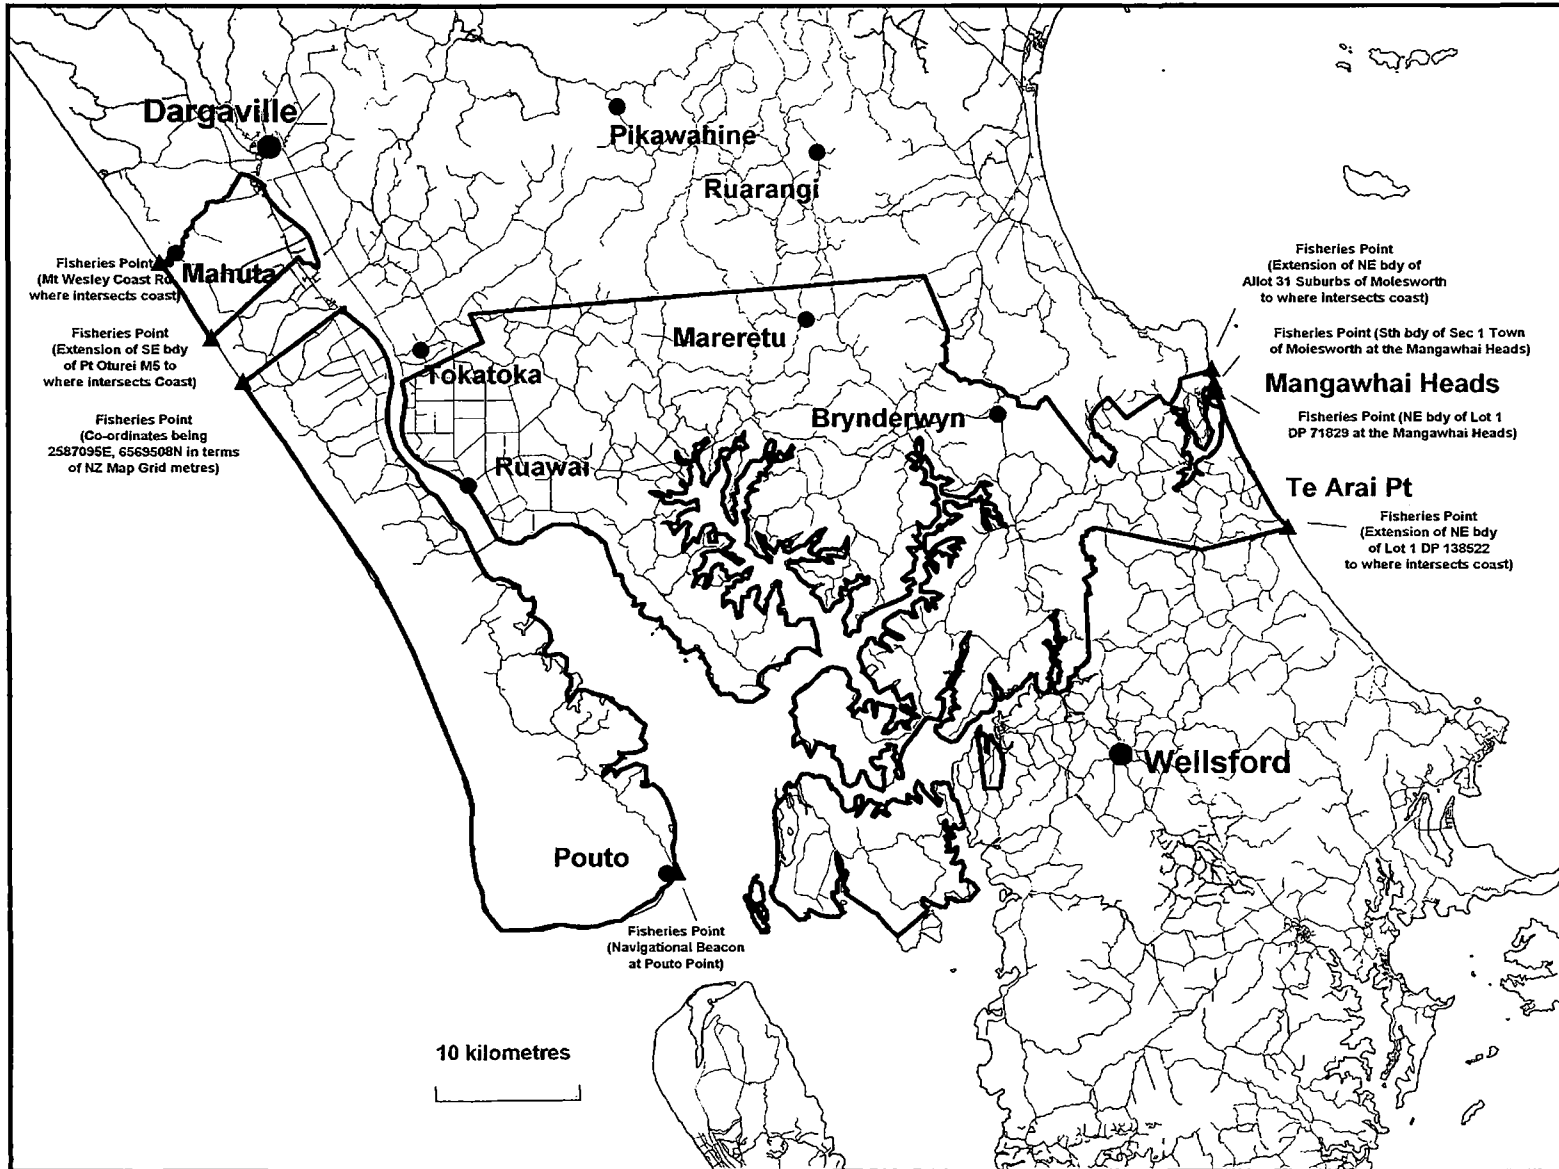 Dargaville
Pikawahine
Ruarangi
Fisheries Point
(Mt Wesley Coast Rd
where intersects coast)
Mahuta
Fisheries Point
(Extension of SE bdy
of Pt Oturei M5 to
where intersects Coast)
Fisheries Point
(Co-ordinates being
2587095E, 6569508N in terms
of NZ Map Grid metres)
Tokatoka
Mareretu
Ruawai
Brynderwyn
Fisheries Point
(Extension of NE bdy of
Allot 31 Suburbs of Molesworth
to where intersects coast)
Fisheries Point (Sth bdy of Sec 1 Town
of Molesworth at the Mangawhai Heads)
Mangawhai Heads
Fisheries Point (NE bdy of Lot 1
DP 71829 at the Mangawhai Heads)
Te Arai Pt
Fisheries Point
(Extension of NE bdy
of Lot 1 DP 138522
to where intersects coast)
Wellsford
Pouto
Fisheries Point
(Navigational Beacon
at Pouto Point)
10 kilometres